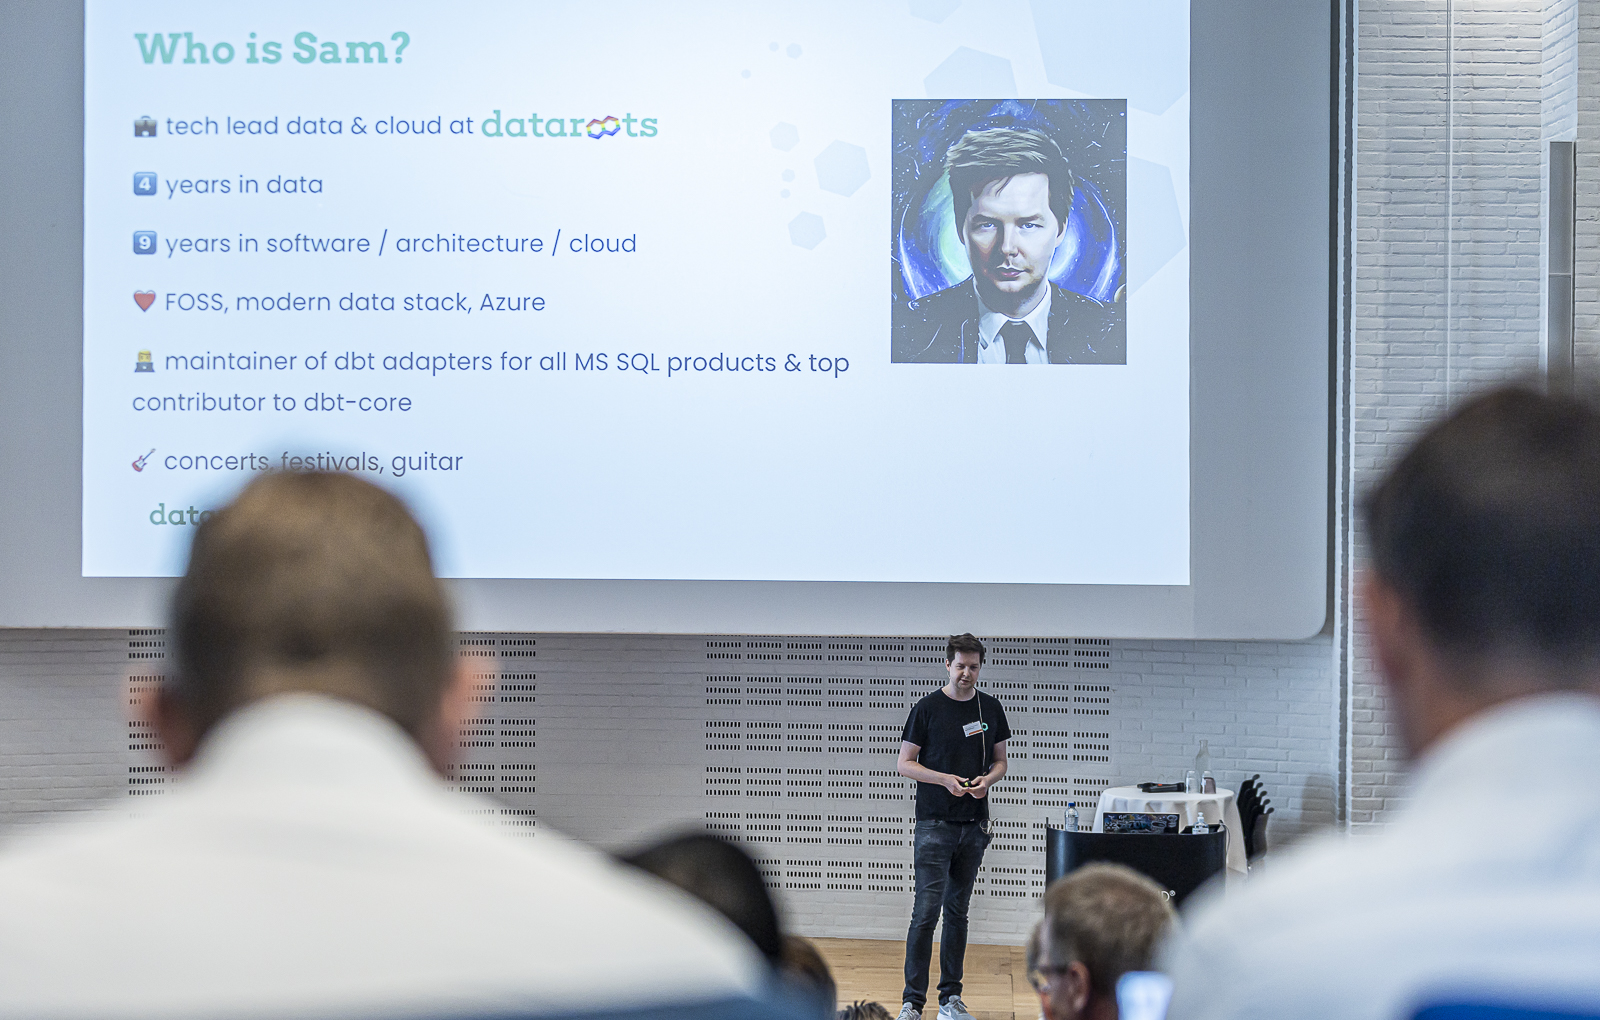 Who is Sam?
tech lead data & cloud at dataroots
4 years in data
9 years in software / architecture / cloud
FOSS, modern data stack, Azure
maintainer of dbt adapters for all MS SQL products & top
contributor to dbt-core
concerts, festivals, guitar